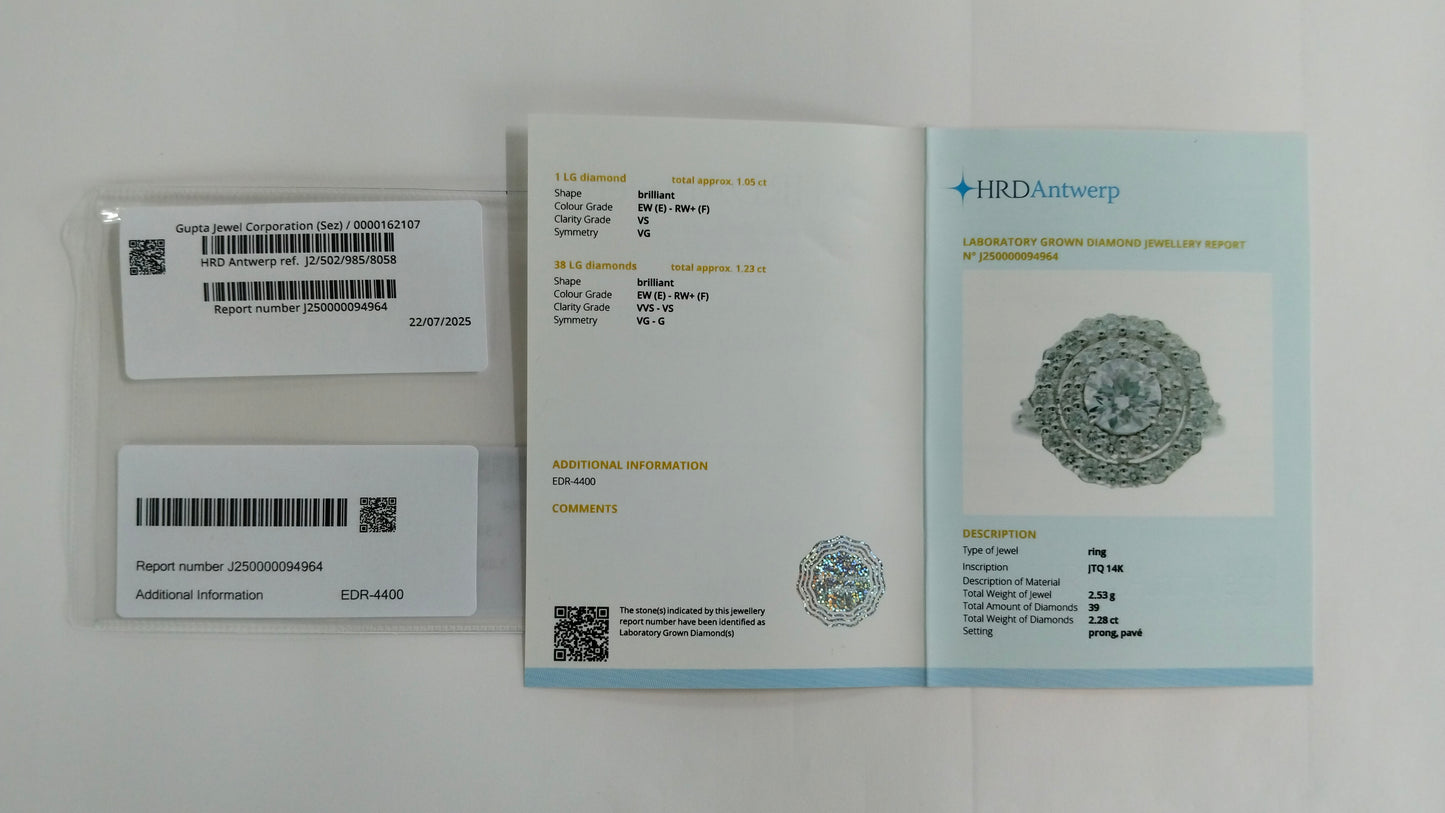 Gupta Jewel Corporation (Sez) / 0000162107
HRD Antwerp ref. J2/502/985/8058
Report number J250000094964
22/07/2025
Report number J250000094964
Additional Information EDR-4400
1 LG diamond total approx. 1.05 ct
Shape brilliant
Colour Grade EW (E) - RW+ (F)
Clarity Grade VS
Symmetry VG
38 LG diamonds total approx. 1.23 ct
Shape brilliant
Colour Grade EW (E) - RW+ (F)
Clarity Grade VVS - VS
Symmetry VG - G
ADDITIONAL INFORMATION
EDR-4400
COMMENTS
The stone(s) indicated by this jewellery
report number have been identified as
Laboratory Grown Diamond(s)
HRDAntwerp
LABORATORY GROWN DIAMOND JEWELLERY REPORT
N° J250000094964
DESCRIPTION
Type of Jewel ring
Inscription JTQ 14K
Description of Material
Total Weight of Jewel 2.53 g
Total Amount of Diamonds 39
Total Weight of Diamonds 2.28 ct
Setting prong, pavé